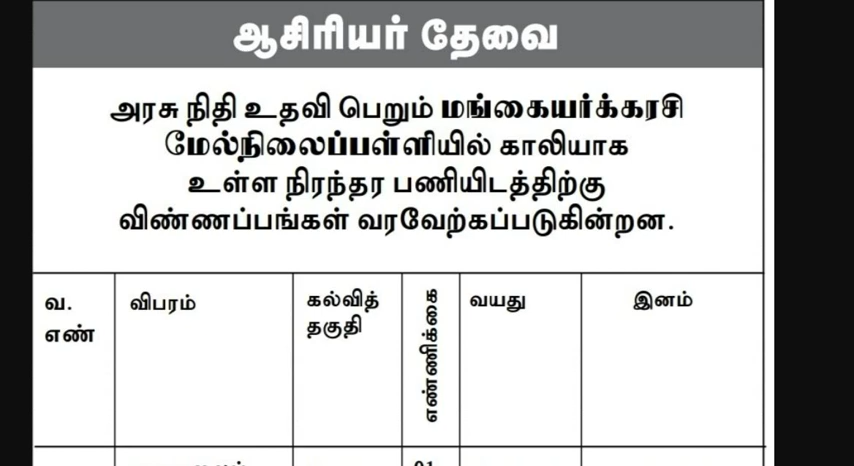 ஆசிரியர் தேவை
அரசு நிதி உதவி பெறும் மங்கையர்க்கரசி
மேல்நிலைப்பள்ளியில் காலியாக
உள்ள நிரந்தர பணியிடத்திற்கு
விண்ணப்பங்கள் வரவேற்கப்படுகின்றன.
வ.
எண்
விபரம்
கல்வித்
தகுதி
எண்ணிக்கை
வயது
இனம்
01